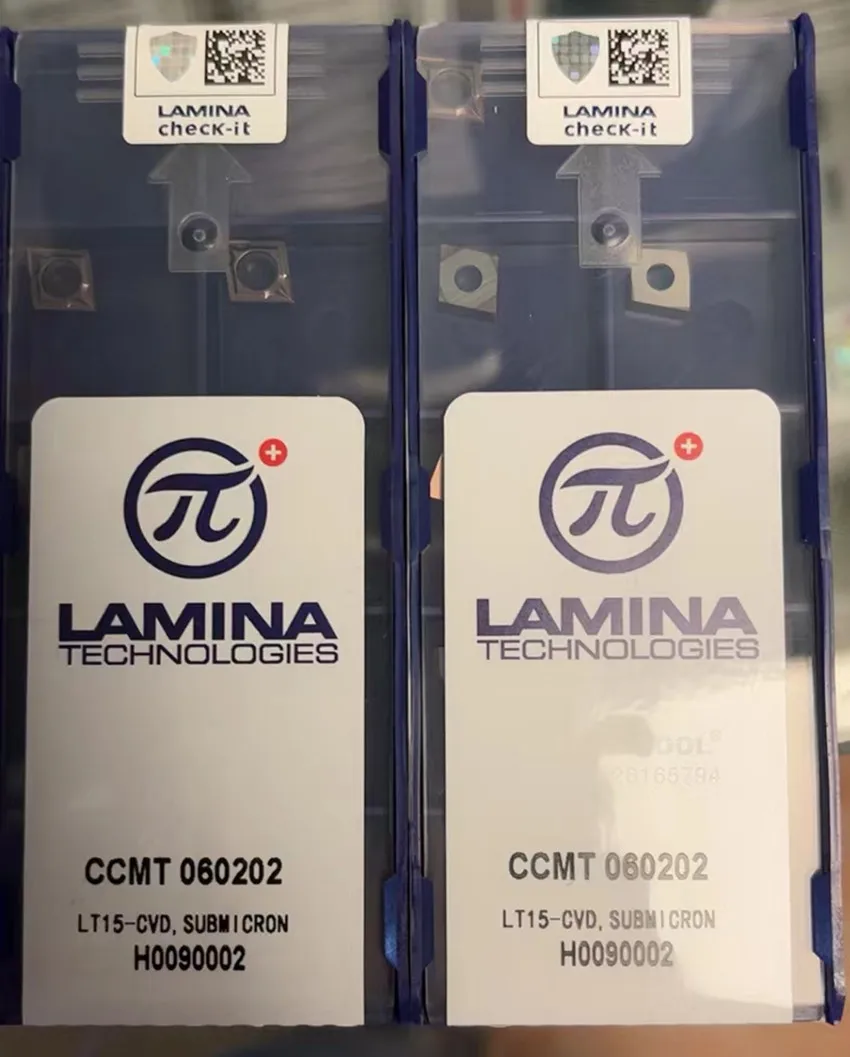 LAMINA
check-it
π
LAMINA
TECHNOLOGIES
CCMT 060202
LT15-CVD, SUBMICRON
H0090002
LAMINA
check-it
π
LAMINA
TECHNOLOGIES
CCMT 060202
LT15-CVD, SUBMICRON
H0090002